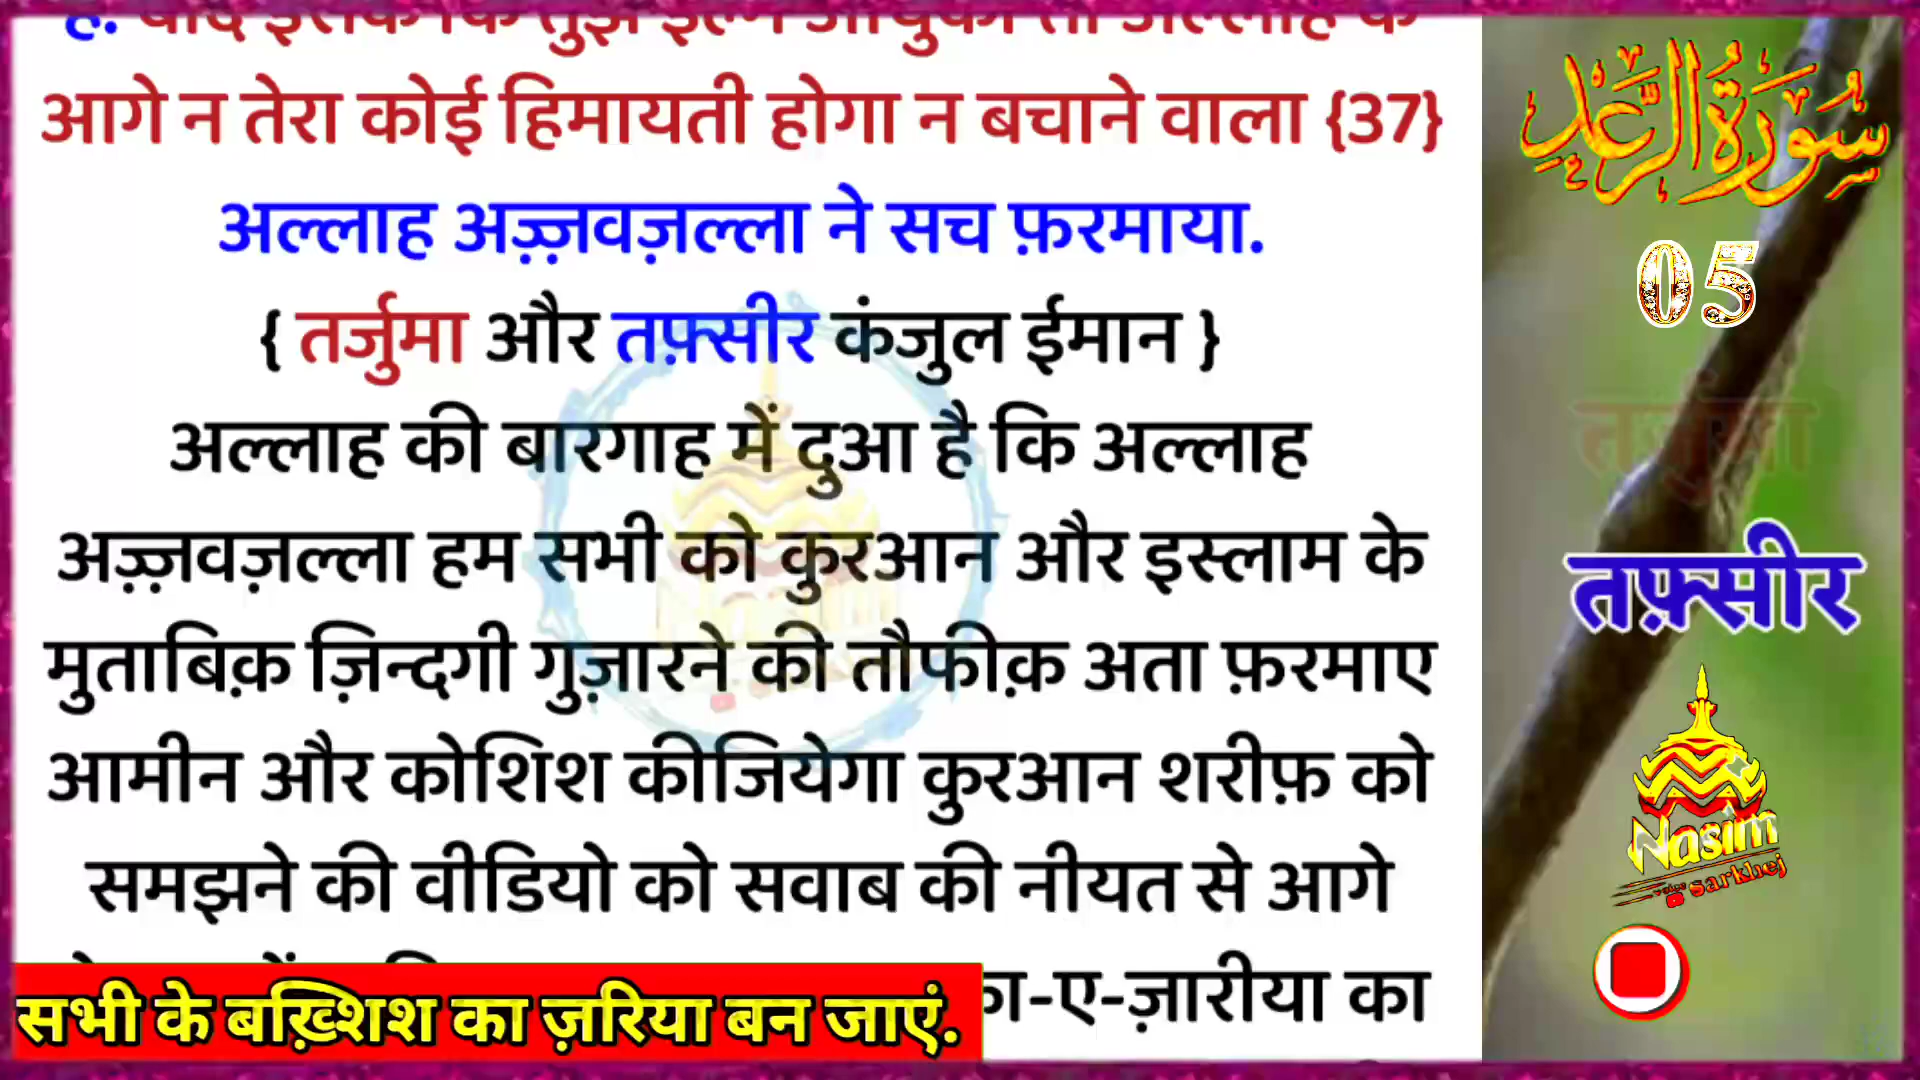 आगे न तेरा कोई हिमायती होगा न बचाने वाला {37}
अल्लाह अज़्ज़वज़ल्ला ने सच फ़रमाया.
{ तर्जुमा और तफ़्सीर कंजुल ईमान }
अल्लाह की बारगाह में दुआ है कि अल्लाह
अज़्ज़वज़ल्ला हम सभी को कुरआन और इस्लाम के
मुताबिक़ ज़िन्दगी गुज़ारने की तौफीक़ अता फ़रमाए
आमीन और कोशिश कीजियेगा कुरआन शरीफ़ को
समझने की वीडियो को सवाब की नीयत से आगे
का-ए-ज़ारीया का
सभी के बख़्शिश का ज़रिया बन जाएं.
سُوْرَةُ الرَّعْدِ
05
तर्जुमा
तफ़्सीर
Nasim
sarkhej